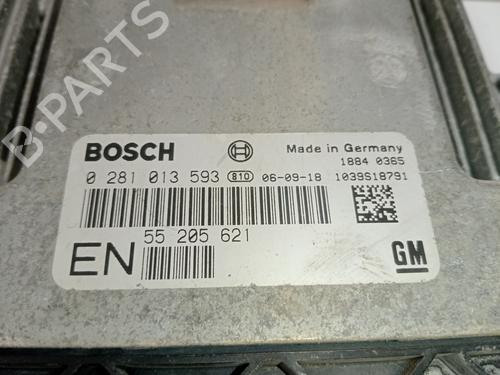 B-PARTS
BOSCH
Made in Germany
1884 0365
0 281 013 593 810 06-09-18 1039S18791
55 205 621
EN
GM